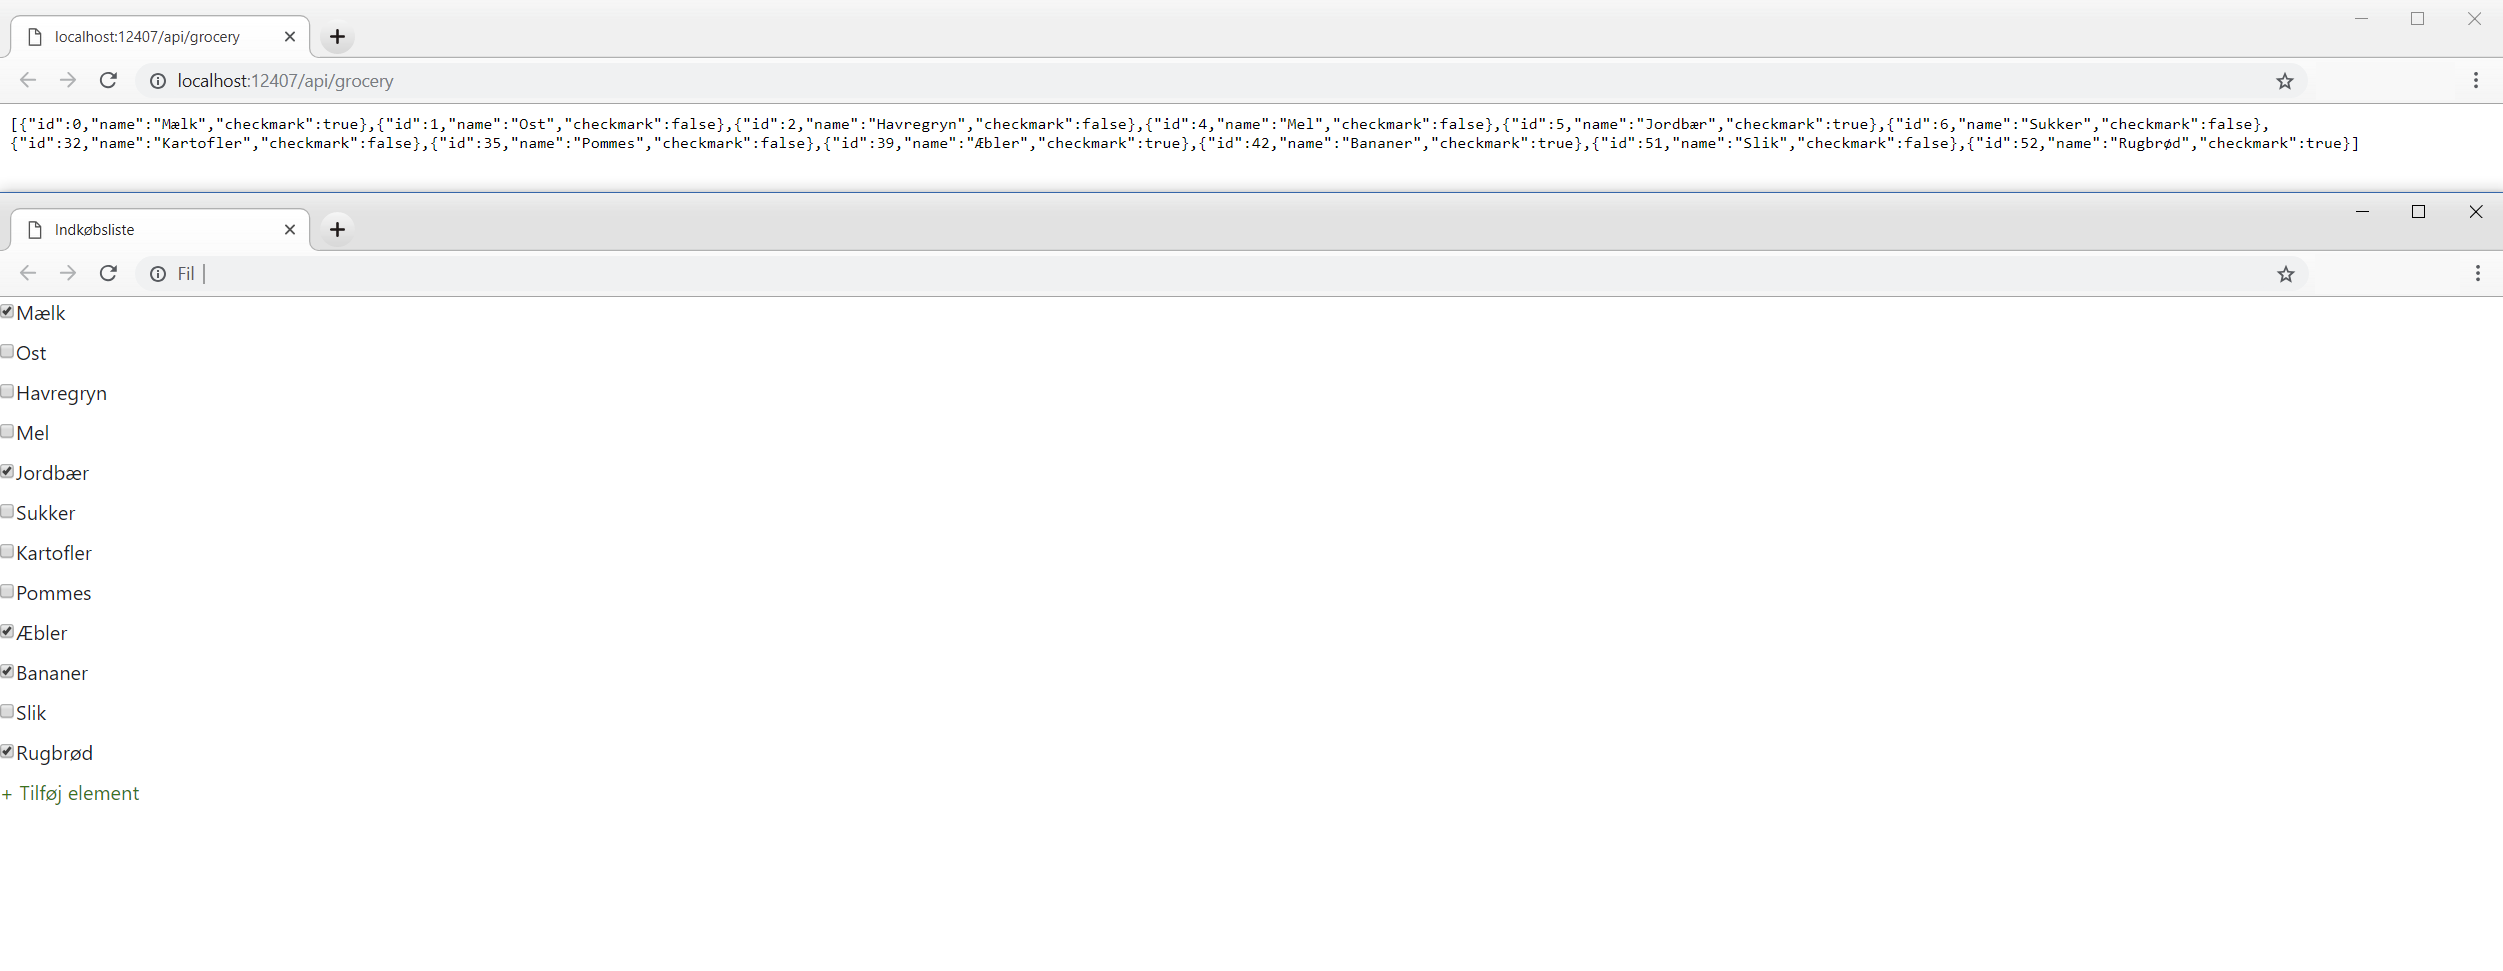 localhost:12407/api/grocery
localhost:12407/api/grocery
[{"id":0,"name":"Mælk","checkmark":true},{"id":1,"name":"Ost","checkmark":false},{"id":2,"name":"Havregryn","checkmark":false},{"id":4,"name":"Mel","checkmark":false},{"id":5,"name":"Jordbær","checkmark":true},{"id":6,"name":"Sukker","checkmark":false},
{"id":32,"name":"Kartofler","checkmark":false},{"id":35,"name":"Pommes","checkmark":false},{"id":39,"name":"Æbler","checkmark":true},{"id":42,"name":"Bananer","checkmark":true},{"id":51,"name":"Slik","checkmark":false},{"id":52,"name":"Rugbrød","checkmark":true}]
Indkøbsliste
Fil
Mælk
Ost
Havregryn
Mel
Jordbær
Sukker
Kartofler
Pommes
Æbler
Bananer
Slik
Rugbrød
+ Tilføj element